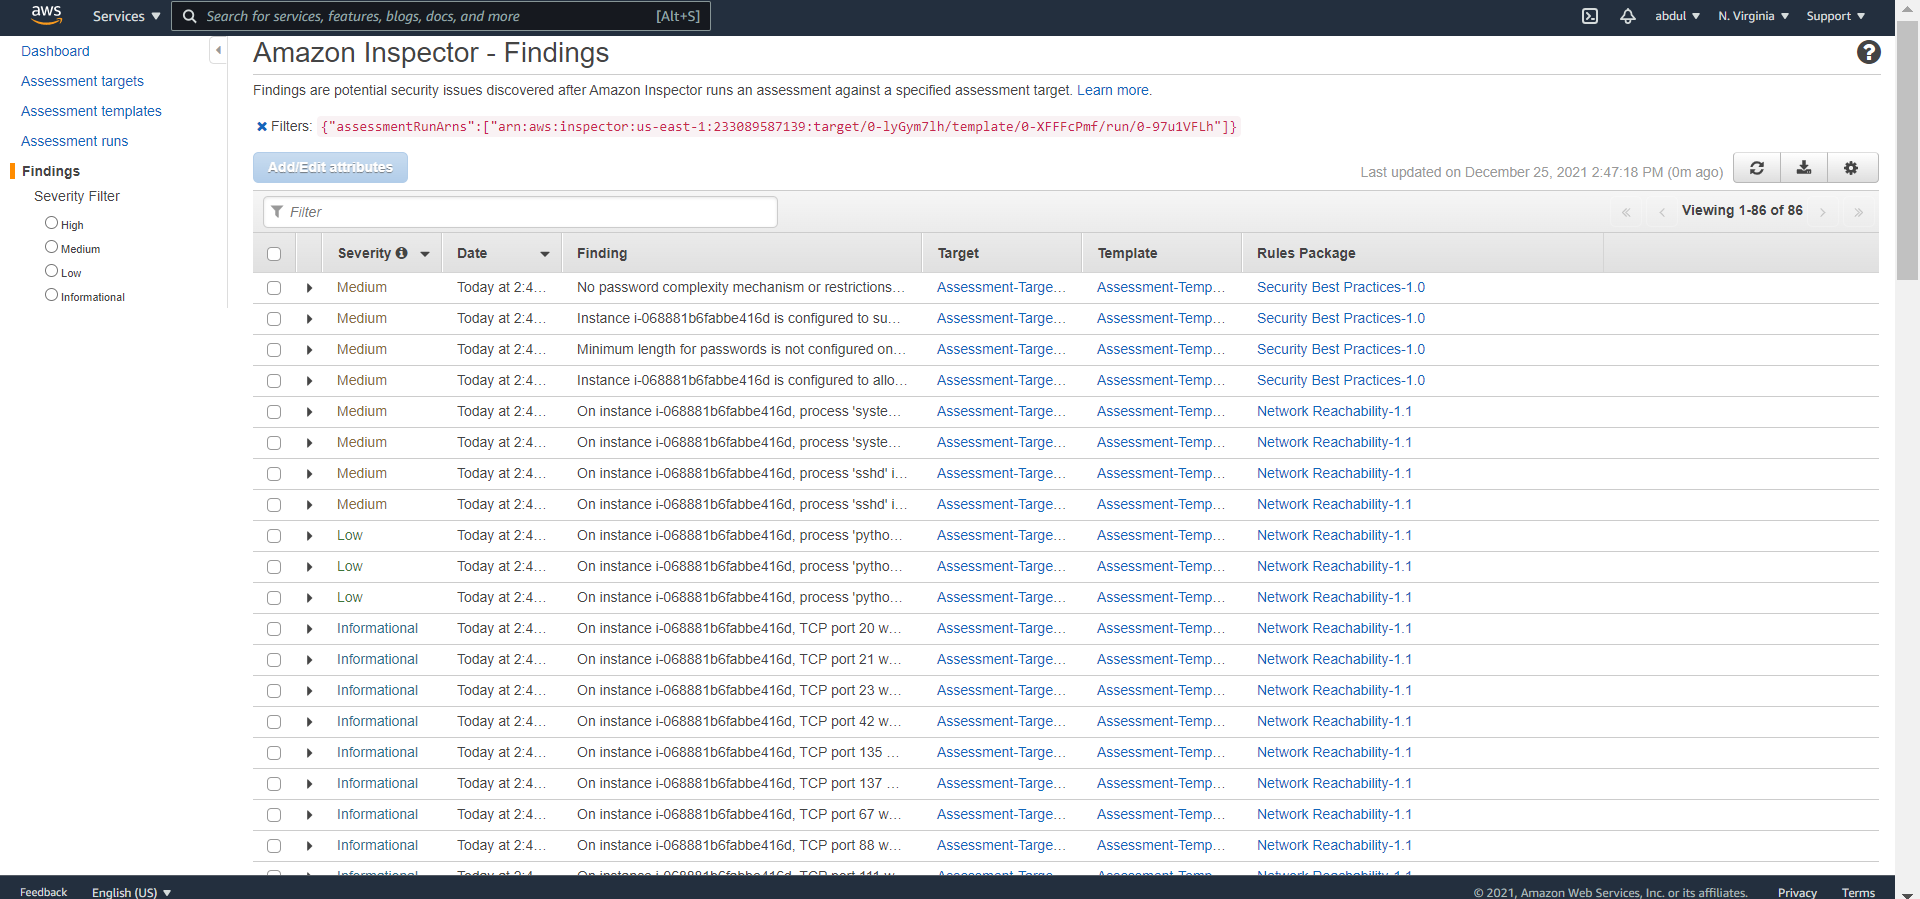 aws Services Search for services, features, blogs, docs, and more [Alt+S] abdul N. Virginia Support
Dashboard
Assessment targets
Assessment templates
Assessment runs
Findings
Severity Filter
High
Medium
Low
Informational
Amazon Inspector - Findings
Findings are potential security issues discovered after Amazon Inspector runs an assessment against a specified assessment target. Learn more.
Filters: {"assessmentRunArns":["arn:aws:inspector:us-east-1:233089587139:target/0-lyGym7lh/template/0-XFFFcPmf/run/0-97u1VFLh"]}
Add/Edit attributes Last updated on December 25, 2021 2:47:18 PM (0m ago)
Filter « ‹ Viewing 1-86 of 86 › »
Severity Date Finding Target Template Rules Package
Medium Today at 2:4... No password complexity mechanism or restrictions... Assessment-Targe... Assessment-Temp... Security Best Practices-1.0
Medium Today at 2:4... Instance i-068881b6fabbe416d is configured to su... Assessment-Targe... Assessment-Temp... Security Best Practices-1.0
Medium Today at 2:4... Minimum length for passwords is not configured on... Assessment-Targe... Assessment-Temp... Security Best Practices-1.0
Medium Today at 2:4... Instance i-068881b6fabbe416d is configured to allo... Assessment-Targe... Assessment-Temp... Security Best Practices-1.0
Medium Today at 2:4... On instance i-068881b6fabbe416d, process 'syste... Assessment-Targe... Assessment-Temp... Network Reachability-1.1
Medium Today at 2:4... On instance i-068881b6fabbe416d, process 'syste... Assessment-Targe... Assessment-Temp... Network Reachability-1.1
Medium Today at 2:4... On instance i-068881b6fabbe416d, process 'sshd' i... Assessment-Targe... Assessment-Temp... Network Reachability-1.1
Medium Today at 2:4... On instance i-068881b6fabbe416d, process 'sshd' i... Assessment-Targe... Assessment-Temp... Network Reachability-1.1
Low Today at 2:4... On instance i-068881b6fabbe416d, process 'pytho... Assessment-Targe... Assessment-Temp... Network Reachability-1.1
Low Today at 2:4... On instance i-068881b6fabbe416d, process 'pytho... Assessment-Targe... Assessment-Temp... Network Reachability-1.1
Low Today at 2:4... On instance i-068881b6fabbe416d, process 'pytho... Assessment-Targe... Assessment-Temp... Network Reachability-1.1
Informational Today at 2:4... On instance i-068881b6fabbe416d, TCP port 20 w... Assessment-Targe... Assessment-Temp... Network Reachability-1.1
Informational Today at 2:4... On instance i-068881b6fabbe416d, TCP port 21 w... Assessment-Targe... Assessment-Temp... Network Reachability-1.1
Informational Today at 2:4... On instance i-068881b6fabbe416d, TCP port 23 w... Assessment-Targe... Assessment-Temp... Network Reachability-1.1
Informational Today at 2:4... On instance i-068881b6fabbe416d, TCP port 42 w... Assessment-Targe... Assessment-Temp... Network Reachability-1.1
Informational Today at 2:4... On instance i-068881b6fabbe416d, TCP port 135 ... Assessment-Targe... Assessment-Temp... Network Reachability-1.1
Informational Today at 2:4... On instance i-068881b6fabbe416d, TCP port 137 ... Assessment-Targe... Assessment-Temp... Network Reachability-1.1
Informational Today at 2:4... On instance i-068881b6fabbe416d, TCP port 67 w... Assessment-Targe... Assessment-Temp... Network Reachability-1.1
Informational Today at 2:4... On instance i-068881b6fabbe416d, TCP port 88 w... Assessment-Targe... Assessment-Temp... Network Reachability-1.1
Feedback English (US) © 2021, Amazon Web Services, Inc. or its affiliates. Privacy Terms